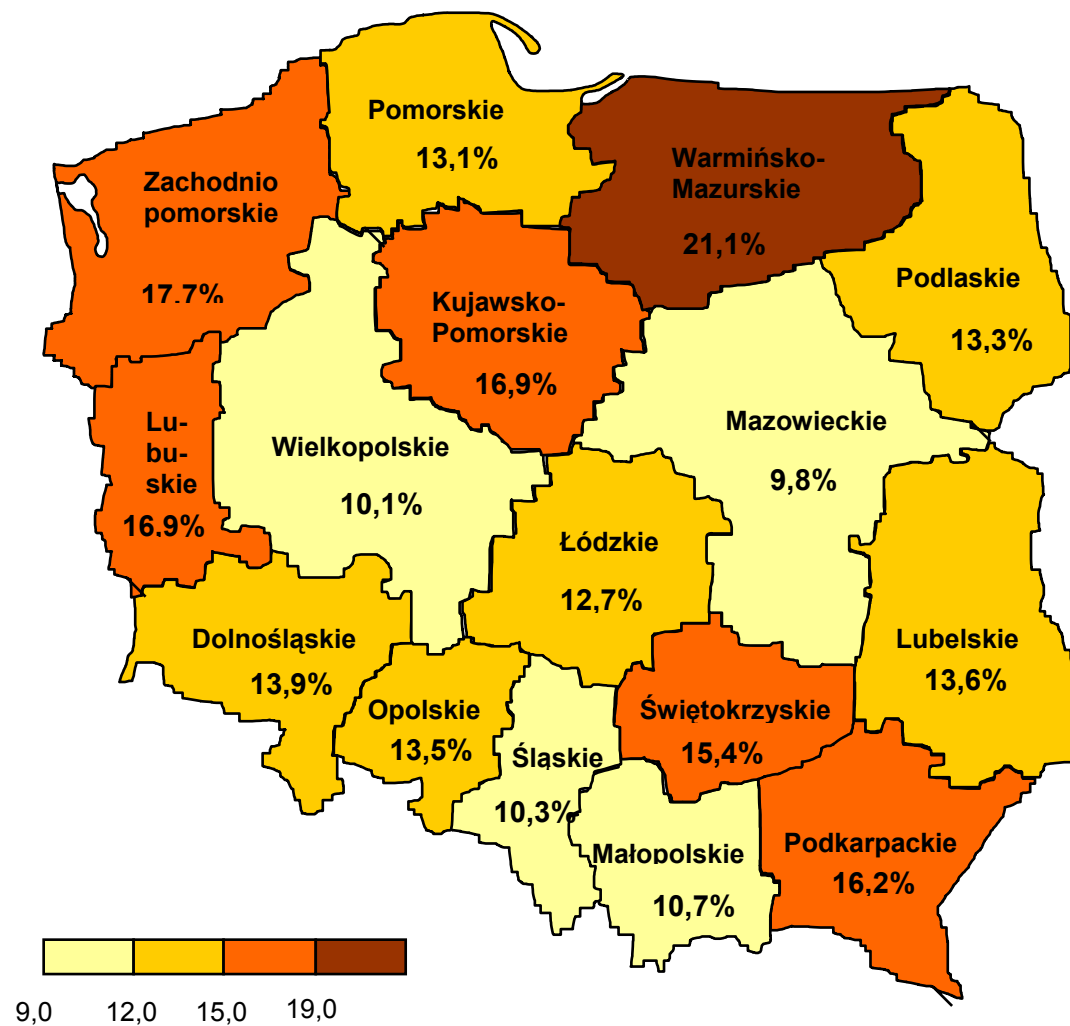 Pomorskie
13,1%
Warmińsko-
Mazurskie
21,1%
Zachodnio
pomorskie
17.7%
Podlaskie
13,3%
Kujawsko-
Pomorskie
16,9%
Lu-
bu-
skie
16,9%
Wielkopolskie
10,1%
Mazowieckie
9,8%
Łódzkie
12,7%
Dolnośląskie
13,9%
Lubelskie
13,6%
Opolskie
13,5%
Śląskie
10,3%
Świętokrzyskie
15,4%
Małopolskie
10,7%
Podkarpackie
16,2%
9,0 12,0 15,0 19,0